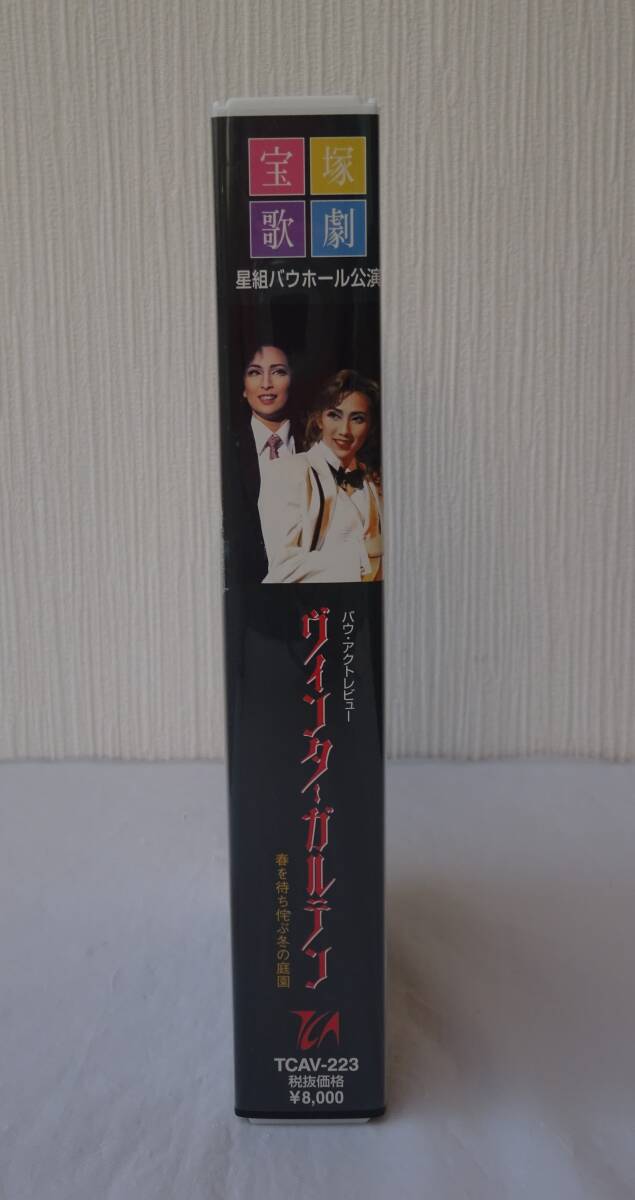 宝塚
歌劇
星組バウホール公演
バウ・アクトレビュー
ヴィンターガルテン
春を待ち侘ぶ冬の庭園
TCA
TCAV-223
税抜価格
¥8,000